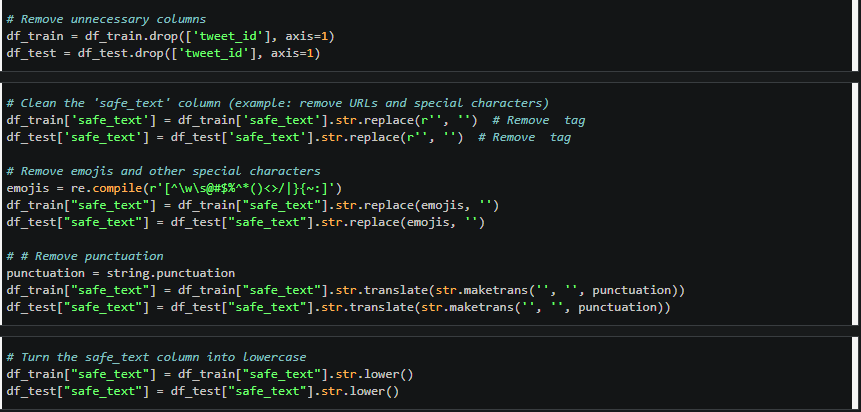 # Remove unnecessary columns
df_train = df_train.drop(['tweet_id'], axis=1)
df_test = df_test.drop(['tweet_id'], axis=1)
# Clean the 'safe_text' column (example: remove URLs and special characters)
df_train['safe_text'] = df_train['safe_text'].str.replace(r'', '')  # Remove  tag
df_test['safe_text'] = df_test['safe_text'].str.replace(r'', '')  # Remove  tag
# Remove emojis and other special characters
emojis = re.compile(r'[^\w\s@#$%^*()<>/|}{~:]')
df_train["safe_text"] = df_train["safe_text"].str.replace(emojis, '')
df_test["safe_text"] = df_test["safe_text"].str.replace(emojis, '')
# # Remove punctuation
punctuation = string.punctuation
df_train["safe_text"] = df_train["safe_text"].str.translate(str.maketrans('', '', punctuation))
df_test["safe_text"] = df_test["safe_text"].str.translate(str.maketrans('', '', punctuation))
# Turn the safe_text column into lowercase
df_train["safe_text"] = df_train["safe_text"].str.lower()
df_test["safe_text"] = df_test["safe_text"].str.lower()